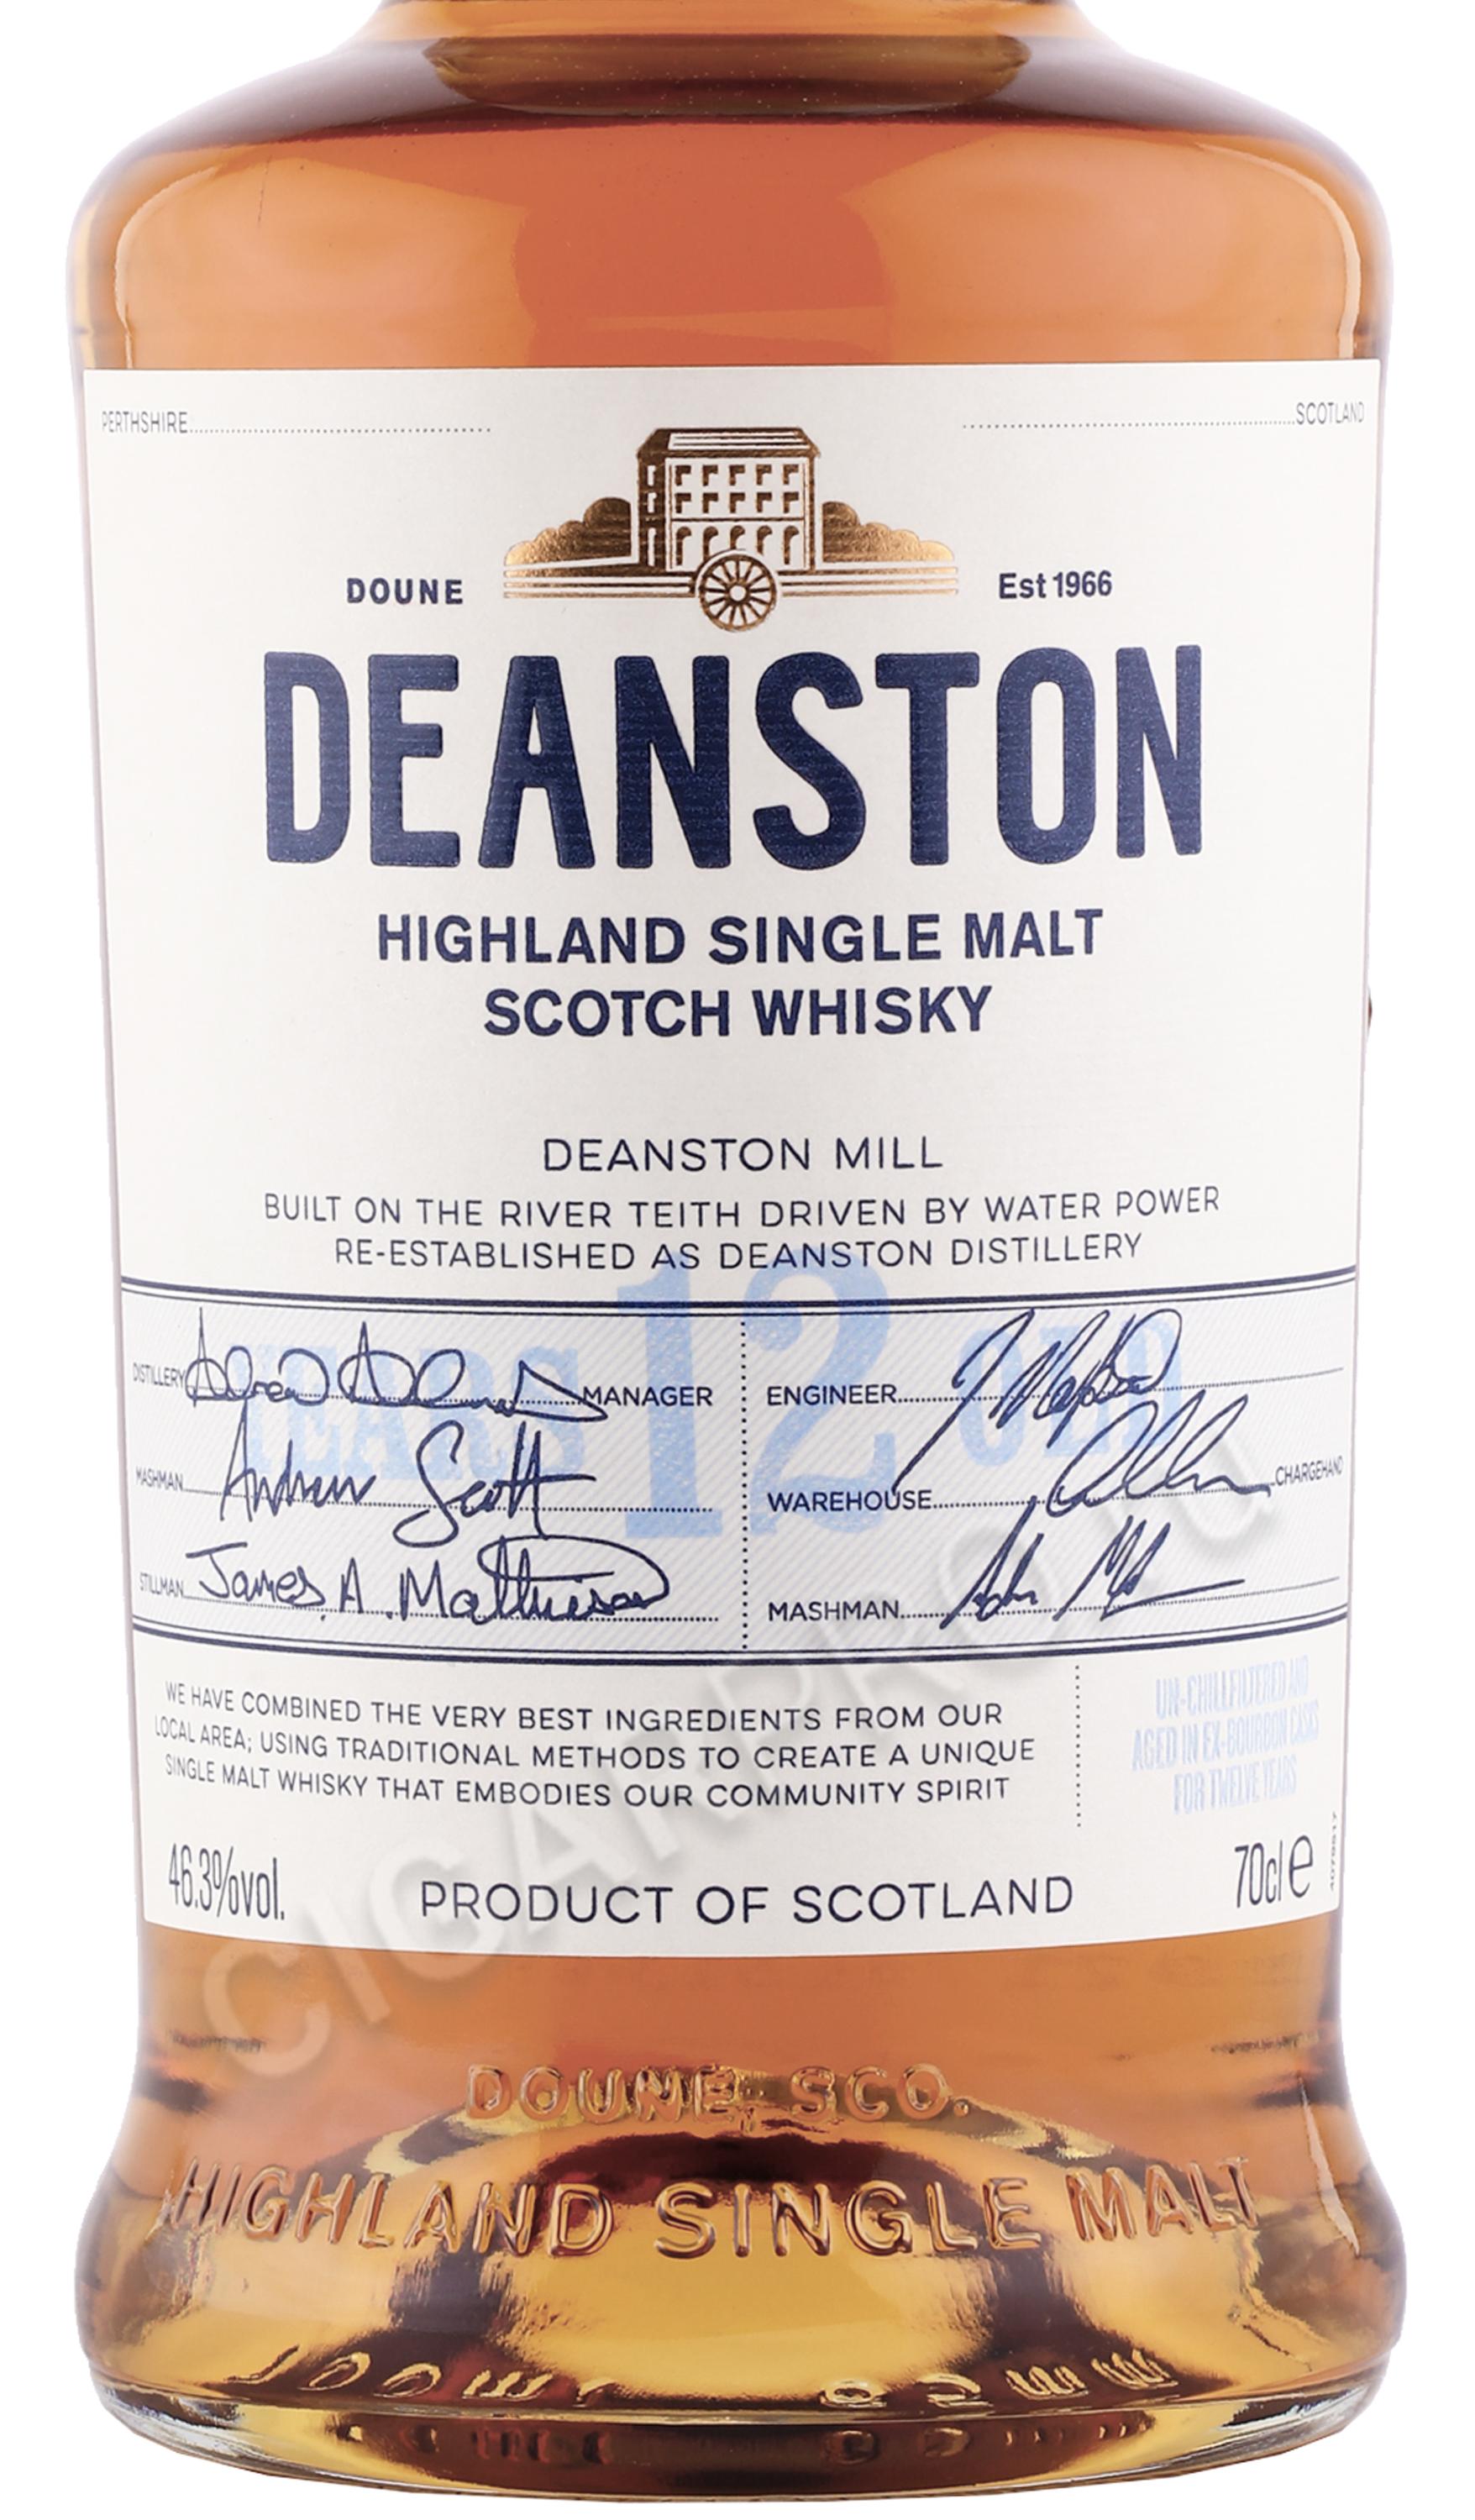 PERTHSHIRE
SCOTLAND
DOUNE
Est 1966
DEANSTON
HIGHLAND SINGLE MALT
SCOTCH WHISKY
DEANSTON MILL
BUILT ON THE RIVER TEITH DRIVEN BY WATER POWER
RE-ESTABLISHED AS DEANSTON DISTILLERY
YEARS 12 OLD
DISTILLERY MANAGER
MASHMAN Andrew Scott
STILLMAN James A. Mathieson
ENGINEER
WAREHOUSE CHARGEHAND
MASHMAN
WE HAVE COMBINED THE VERY BEST INGREDIENTS FROM OUR
LOCAL AREA; USING TRADITIONAL METHODS TO CREATE A UNIQUE
SINGLE MALT WHISKY THAT EMBODIES OUR COMMUNITY SPIRIT
UN-CHILLFILTERED AND
AGED IN EX-BOURBON CASKS
FOR TWELVE YEARS
46.3%vol.
PRODUCT OF SCOTLAND
70cl e
CIGARPRO.RU
DOUNE, SCO.
HIGHLAND SINGLE MALT